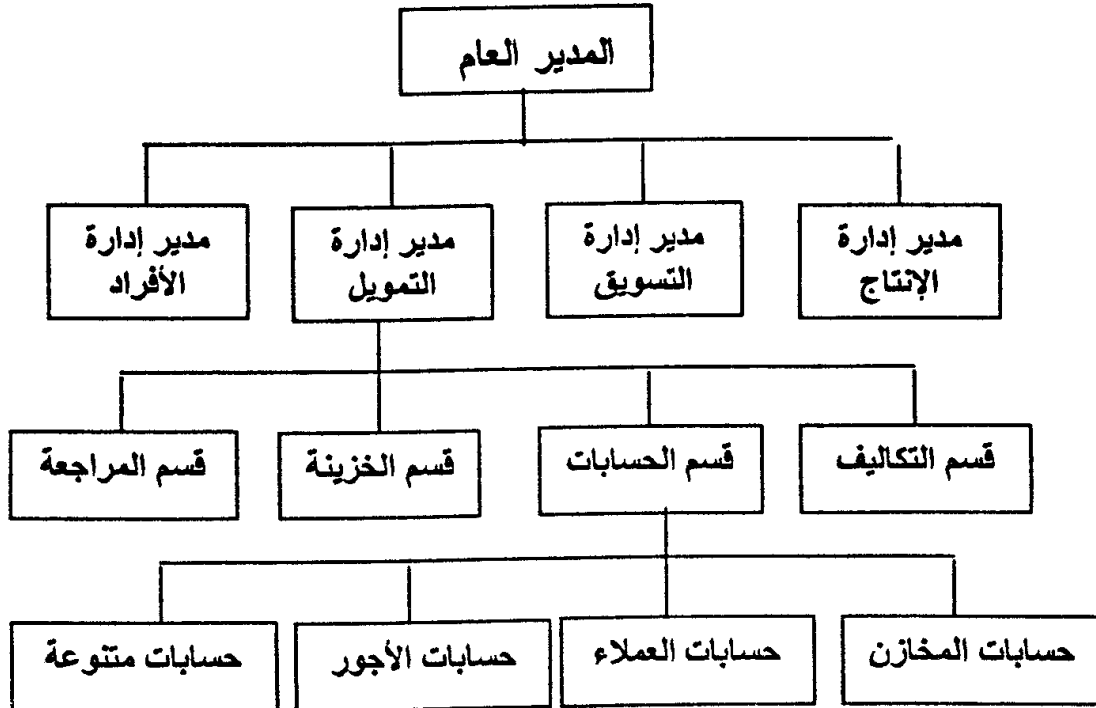 المدير العام
مدير إدارة
الإنتاج
مدير إدارة
التسويق
مدير إدارة
التمويل
مدير إدارة
الأفراد
قسم التكاليف
قسم الحسابات
قسم الخزينة
قسم المراجعة
حسابات المخازن
حسابات العملاء
حسابات الأجور
حسابات متنوعة